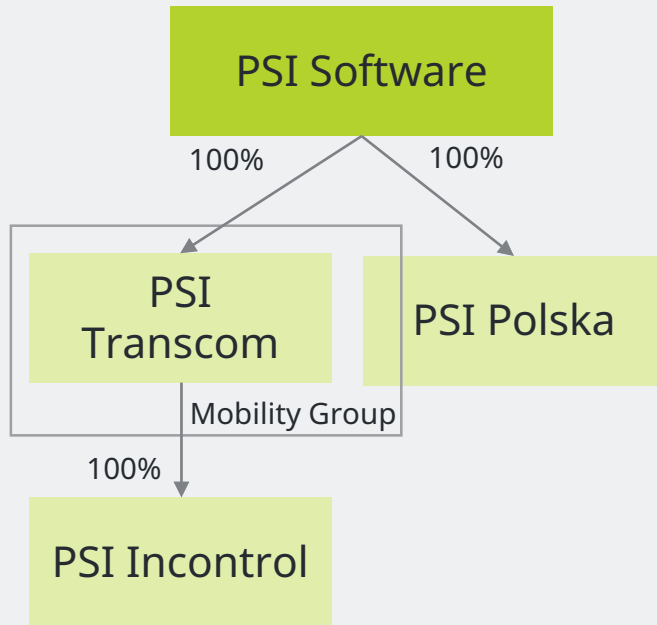 PSI Software
100%
100%
PSI
Transcom
PSI Polska
Mobility Group
100%
PSI Incontrol